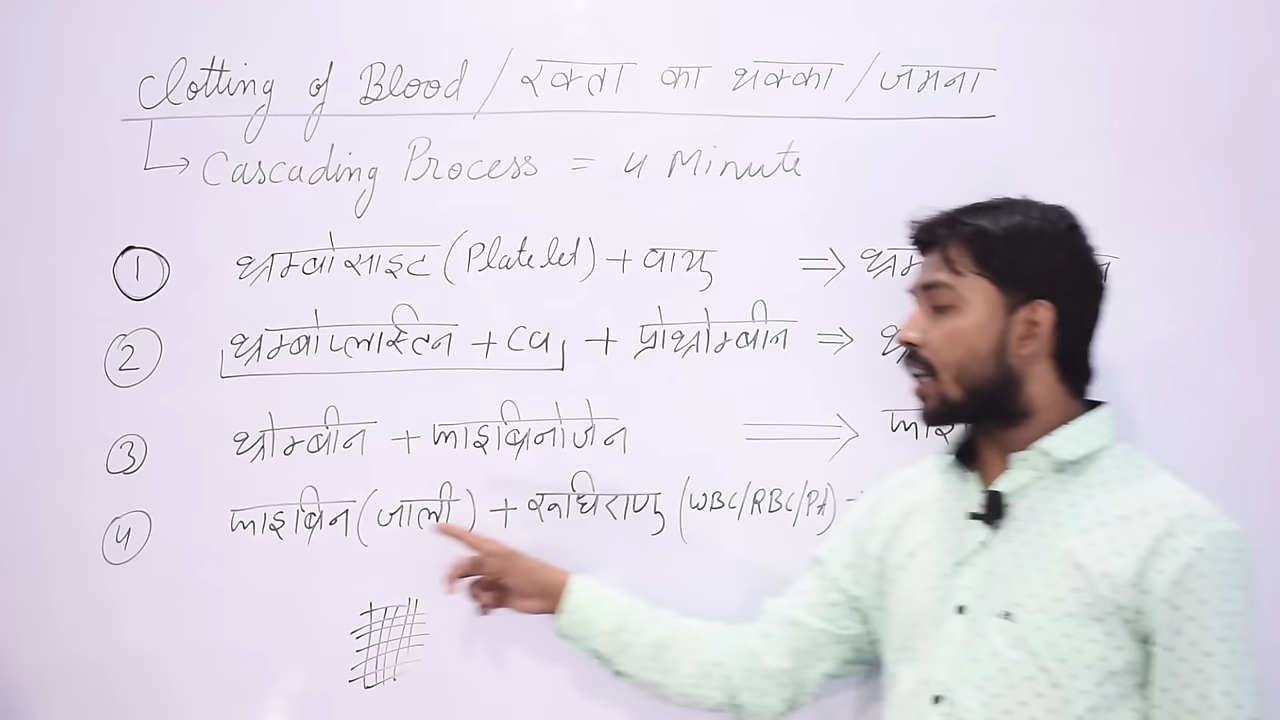 Clotting of Blood / रक्ता का थक्का / जमना
Cascading Process = 4 Minute
1 थ्रम्बोसाइट (Platelet) + वायु ⇒
2 थ्रम्बोप्लास्टिन + Ca + प्रोथ्रोम्बीन ⇒
3 थ्रोम्बीन + फाइब्रिनोजेन ⇒
4 फाइब्रिन (जाली) + रूधिराणु (WBC/RBC/Pt)